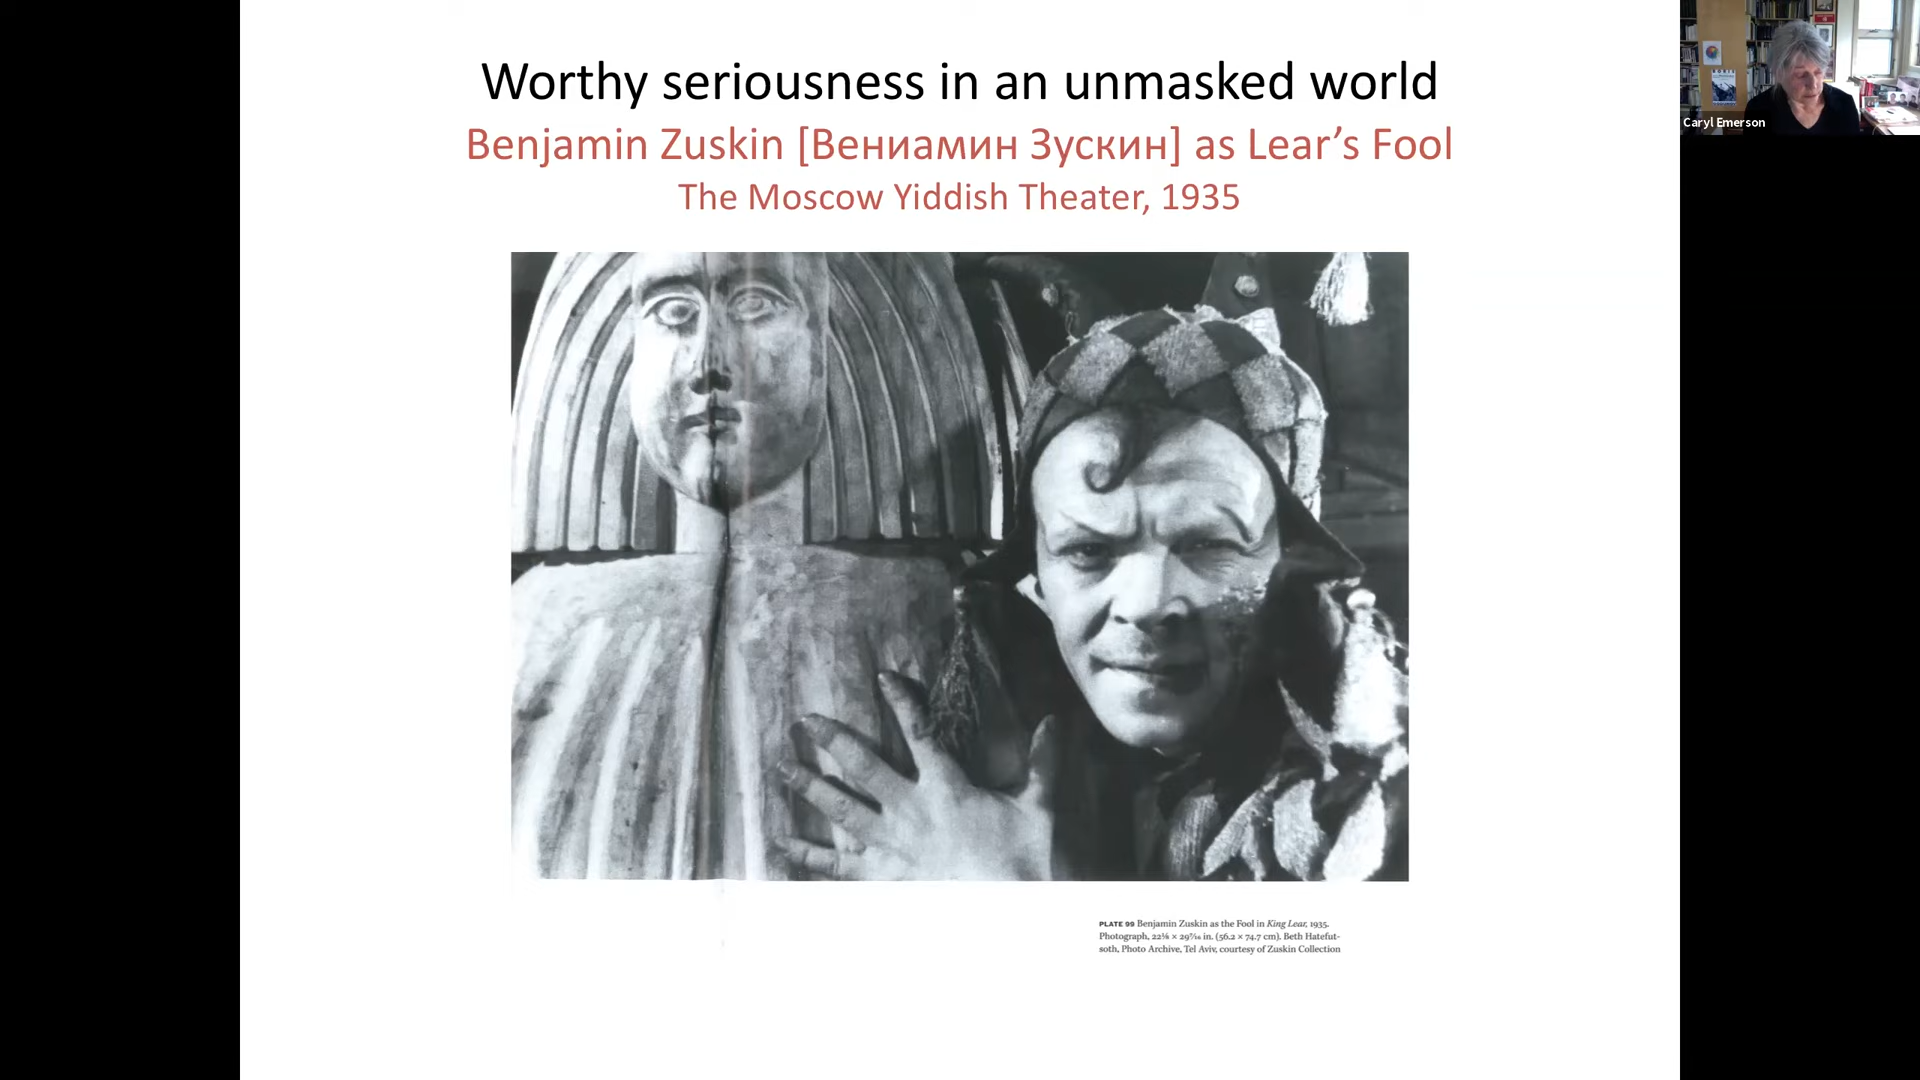 Worthy seriousness in an unmasked world
Benjamin Zuskin [Вениамин Зускин] as Lear’s Fool
The Moscow Yiddish Theater, 1935
Caryl Emerson
PLATE 99 Benjamin Zuskin as the Fool in King Lear, 1935.
Photograph, 22⅛ × 29⁷⁄₁₆ in. (56.2 × 74.7 cm). Beth Hatefut-
soth, Photo Archive, Tel Aviv, courtesy of Zuskin Collection